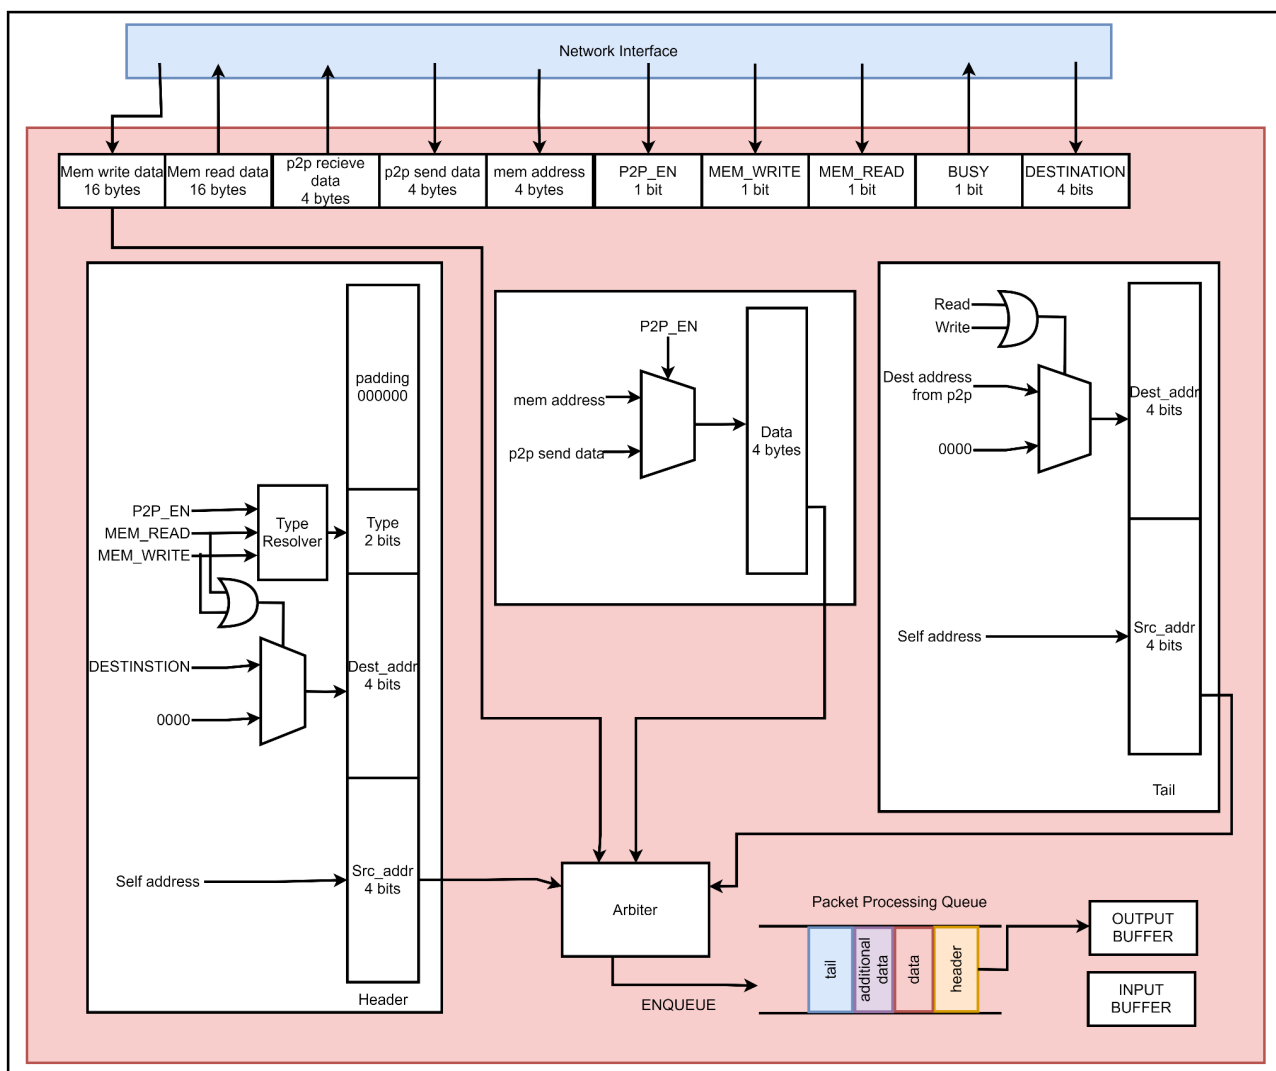 Network Interface
Mem write data
16 bytes
Mem read data
16 bytes
p2p recieve
data
4 bytes
p2p send data
4 bytes
mem address
4 bytes
P2P_EN
1 bit
MEM_WRITE
1 bit
MEM_READ
1 bit
BUSY
1 bit
DESTINATION
4 bits
padding
000000
P2P_EN
MEM_READ
MEM_WRITE
Type
Resolver
Type
2 bits
DESTINSTION
0000
Dest_addr
4 bits
Self address
Src_addr
4 bits
Header
P2P_EN
mem address
p2p send data
Data
4 bytes
Read
Write
Dest address
from p2p
0000
Dest_addr
4 bits
Self address
Src_addr
4 bits
Tail
Arbiter
ENQUEUE
Packet Processing Queue
tail
additional
data
data
header
OUTPUT
BUFFER
INPUT
BUFFER